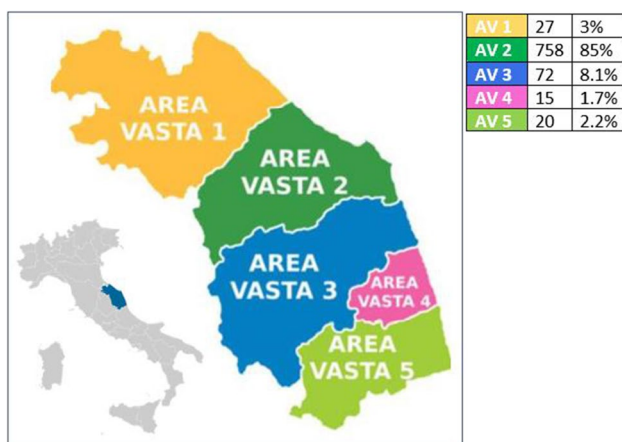 AREA
VASTA 1
AREA
VASTA 2
AREA
VASTA 3
AREA
VASTA 4
AREA
VASTA 5
AV 1 27 3%
AV 2 758 85%
AV 3 72 8.1%
AV 4 15 1.7%
AV 5 20 2.2%